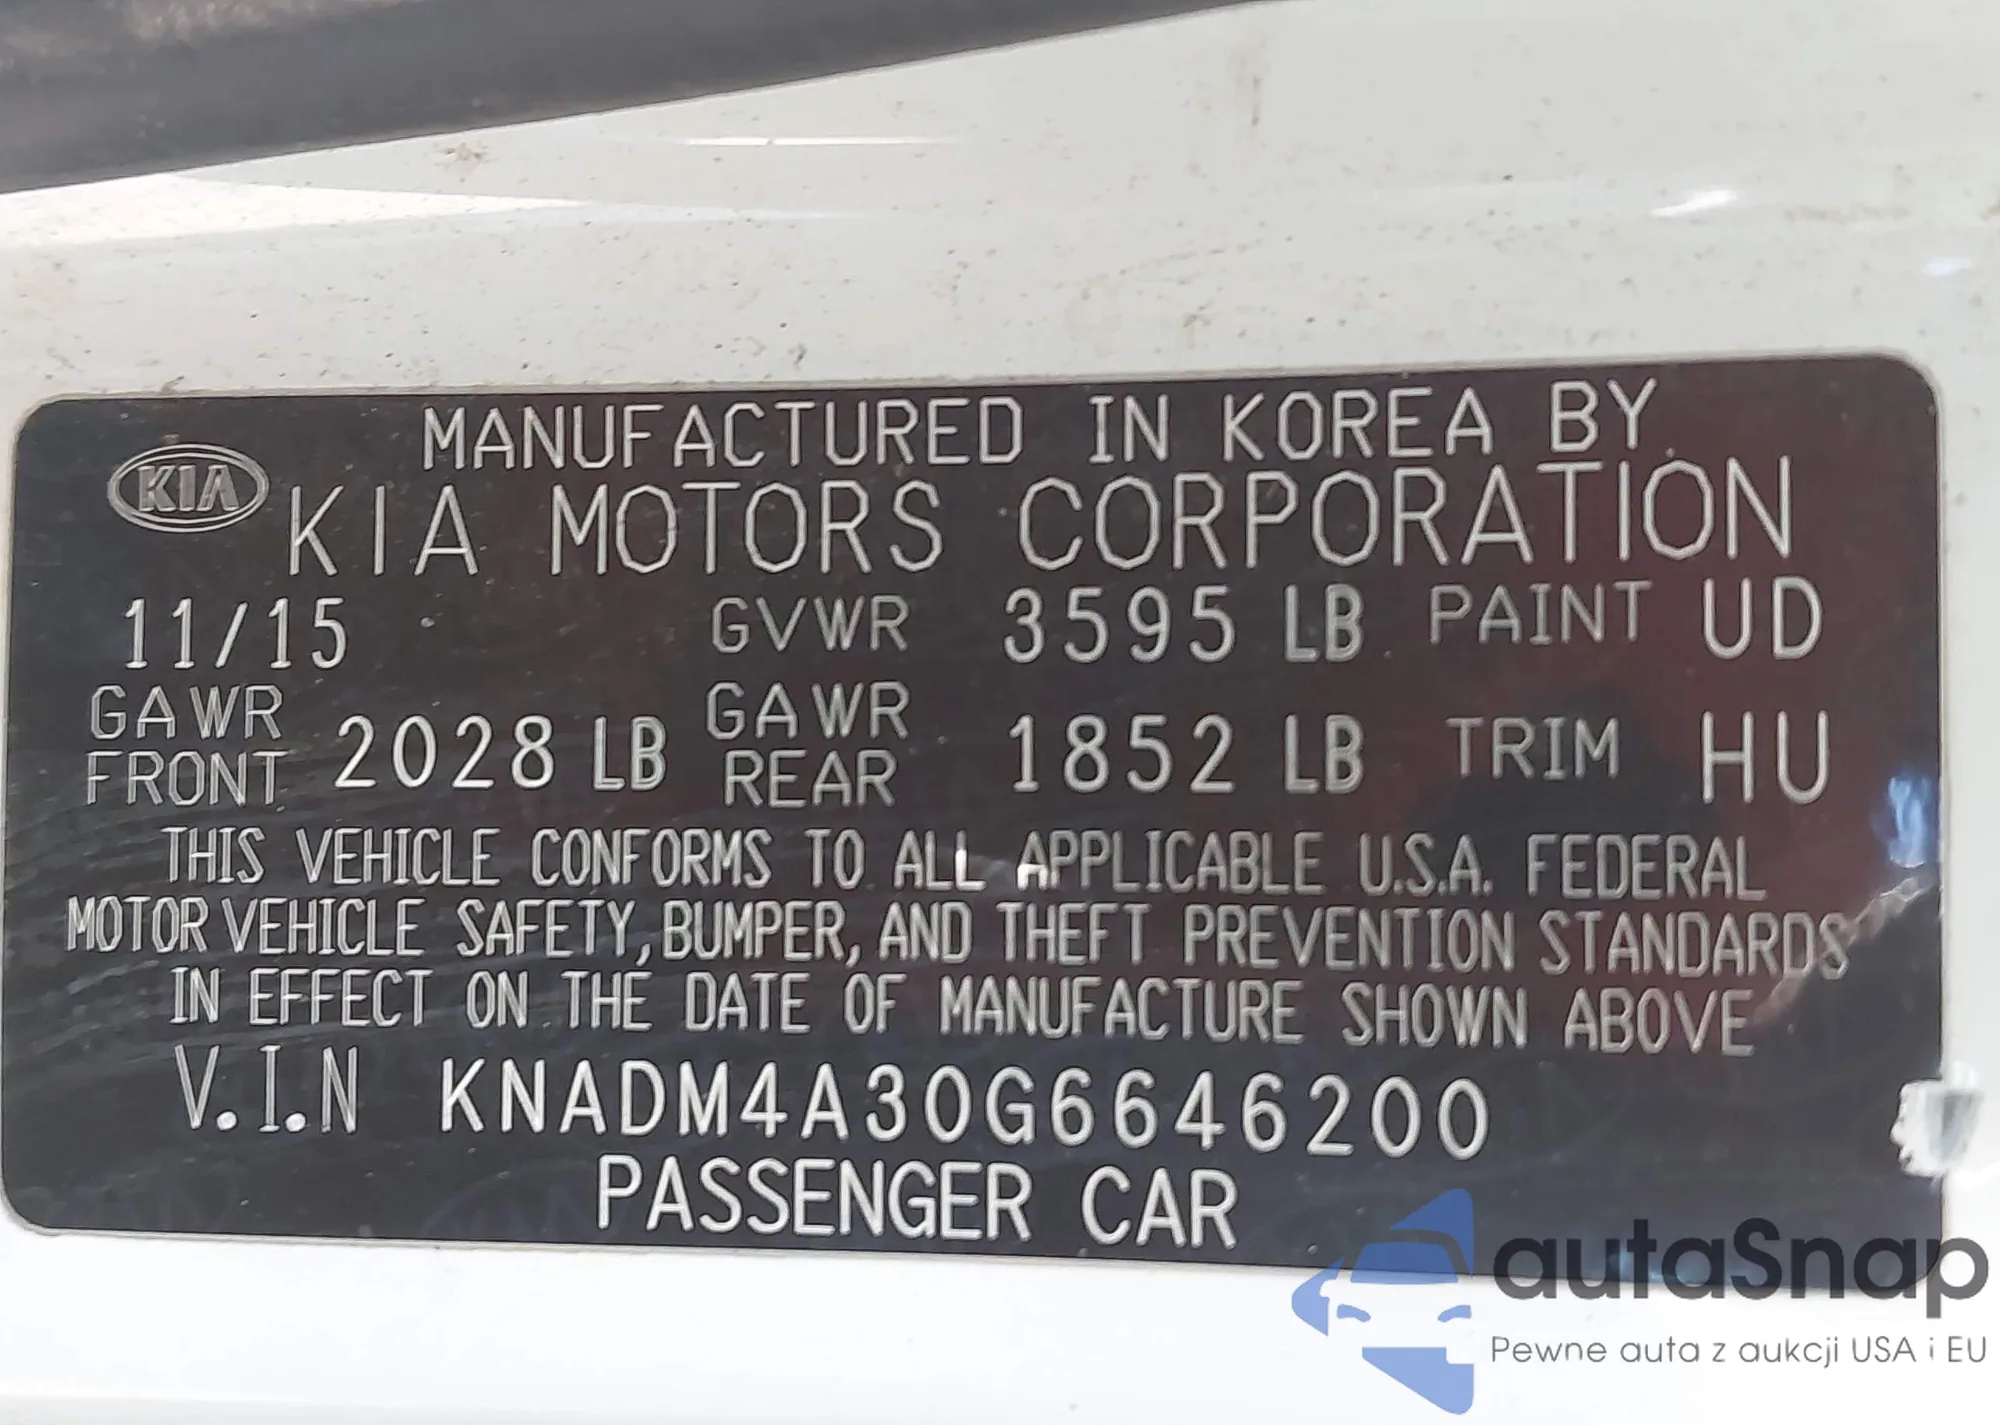 MANUFACTURED IN KOREA BY
KIA
KIA MOTORS CORPORATION
11/15 GVWR 3595 LB PAINT UD
GAWR FRONT 2028 LB GAWR REAR 1852 LB TRIM HU
THIS VEHICLE CONFORMS TO ALL APPLICABLE U.S.A. FEDERAL
MOTOR VEHICLE SAFETY, BUMPER, AND THEFT PREVENTION STANDARDS
IN EFFECT ON THE DATE OF MANUFACTURE SHOWN ABOVE
V.I.N KNADM4A30G6646200
PASSENGER CAR
autaSnap
Pewne auta z aukcji USA i EU